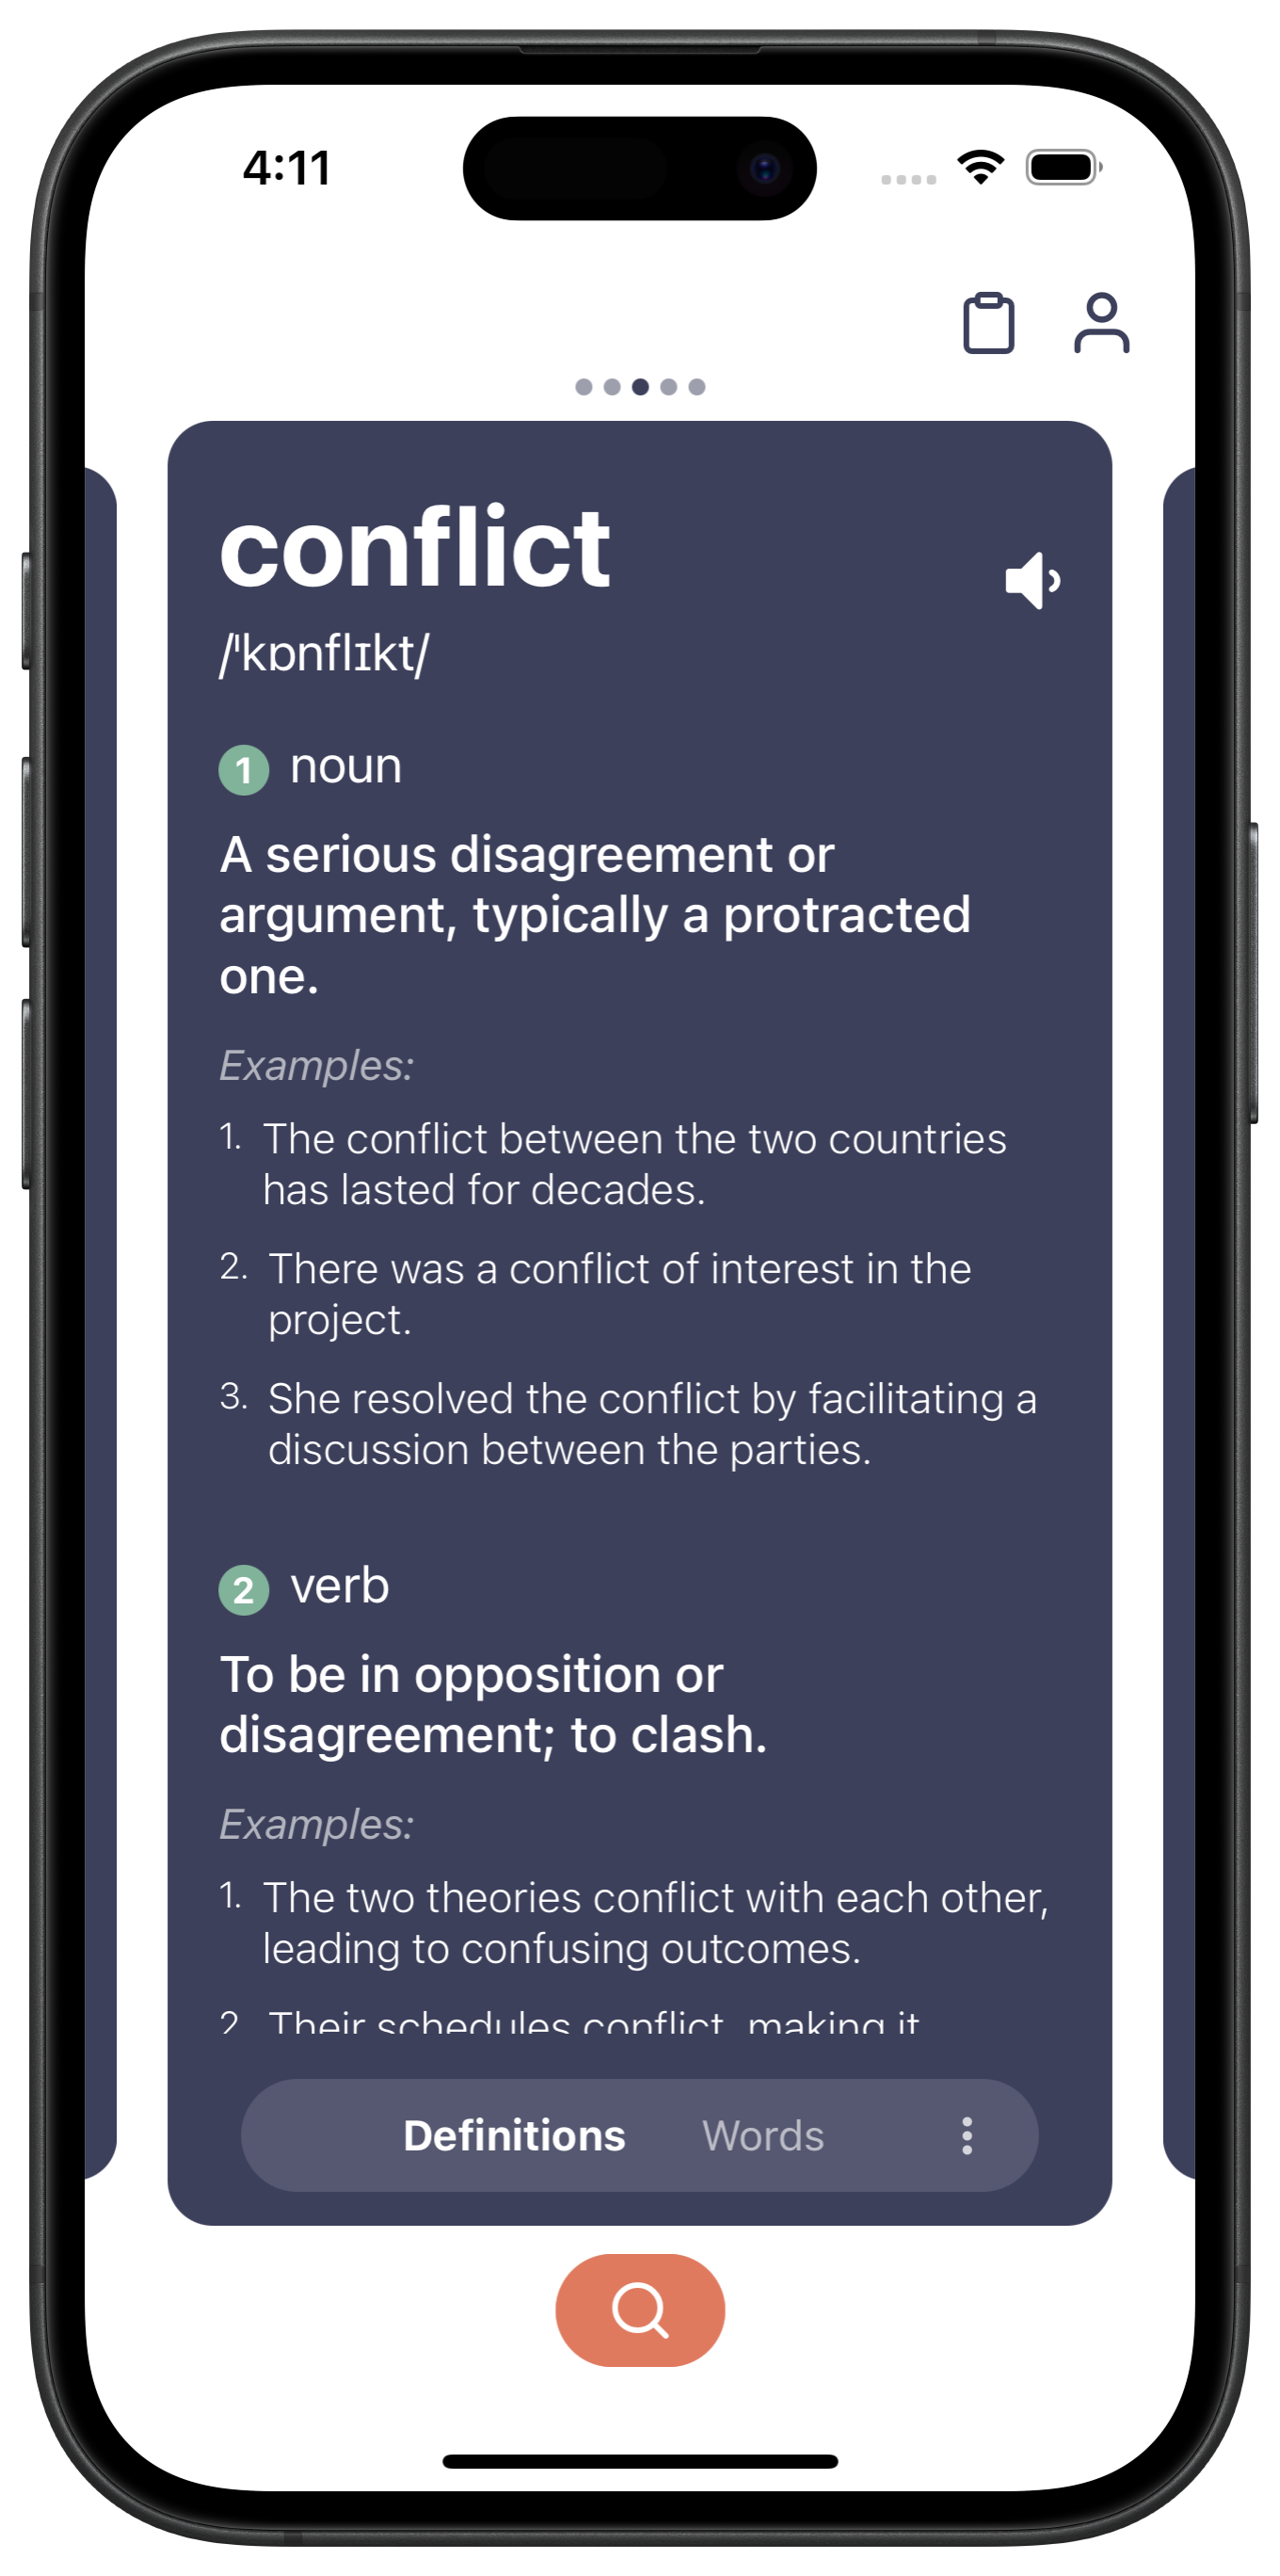 4:11
conflict
/ˈkɒnflɪkt/
1 noun
A serious disagreement or
argument, typically a protracted
one.
Examples:
1. The conflict between the two countries
has lasted for decades.
2. There was a conflict of interest in the
project.
3. She resolved the conflict by facilitating a
discussion between the parties.
2 verb
To be in opposition or
disagreement; to clash.
Examples:
1. The two theories conflict with each other,
leading to confusing outcomes.
2. Their schedules conflict, making it
Definitions Words